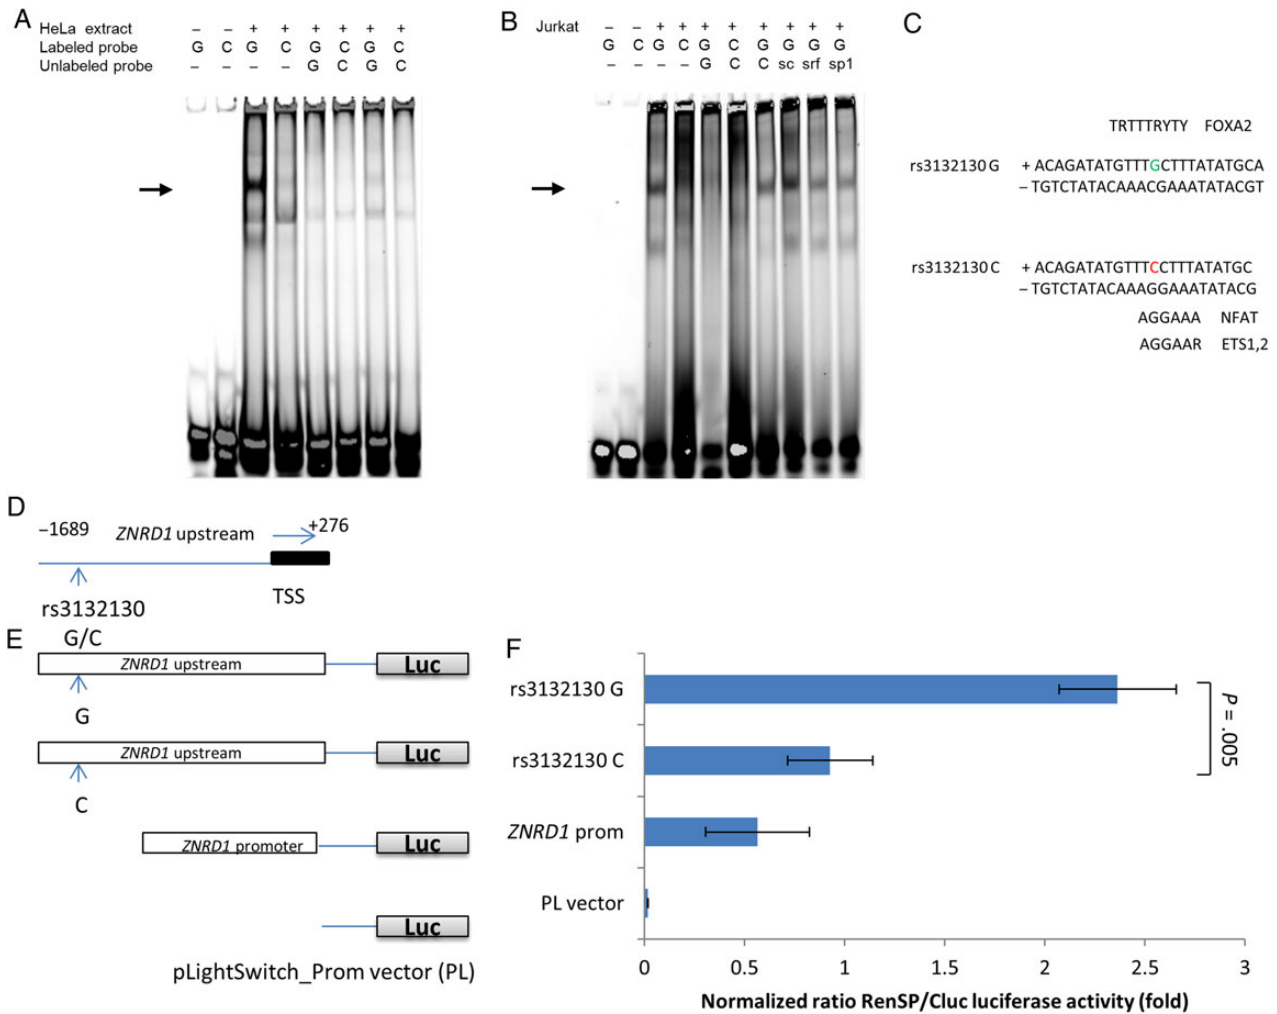 A
HeLa extract – – + + + + + +
Labeled probe G C G C G C G C
Unlabeled probe – – – – G C G C
B
Jurkat – – + + + + + + + +
G C G C G C G G G G
– – – – G C C sc srf sp1
C
TRTTTRYTY FOXA2
rs3132130 G + ACAGATATGTTTGCTTTATATGCA
– TGTCTATACAAACGAAATATACGT
rs3132130 C + ACAGATATGTTTCCTTTATATGC
– TGTCTATACAAAGGAAATATACG
AGGAAA NFAT
AGGAAR ETS1,2
D
–1689 ZNRD1 upstream +276
TSS
rs3132130
G/C
E
ZNRD1 upstream Luc
G
ZNRD1 upstream Luc
C
ZNRD1 promoter Luc
Luc
pLightSwitch_Prom vector (PL)
F
rs3132130 G
rs3132130 C
ZNRD1 prom
PL vector
P = .005
0 0.5 1 1.5 2 2.5 3
Normalized ratio RenSP/Cluc luciferase activity (fold)